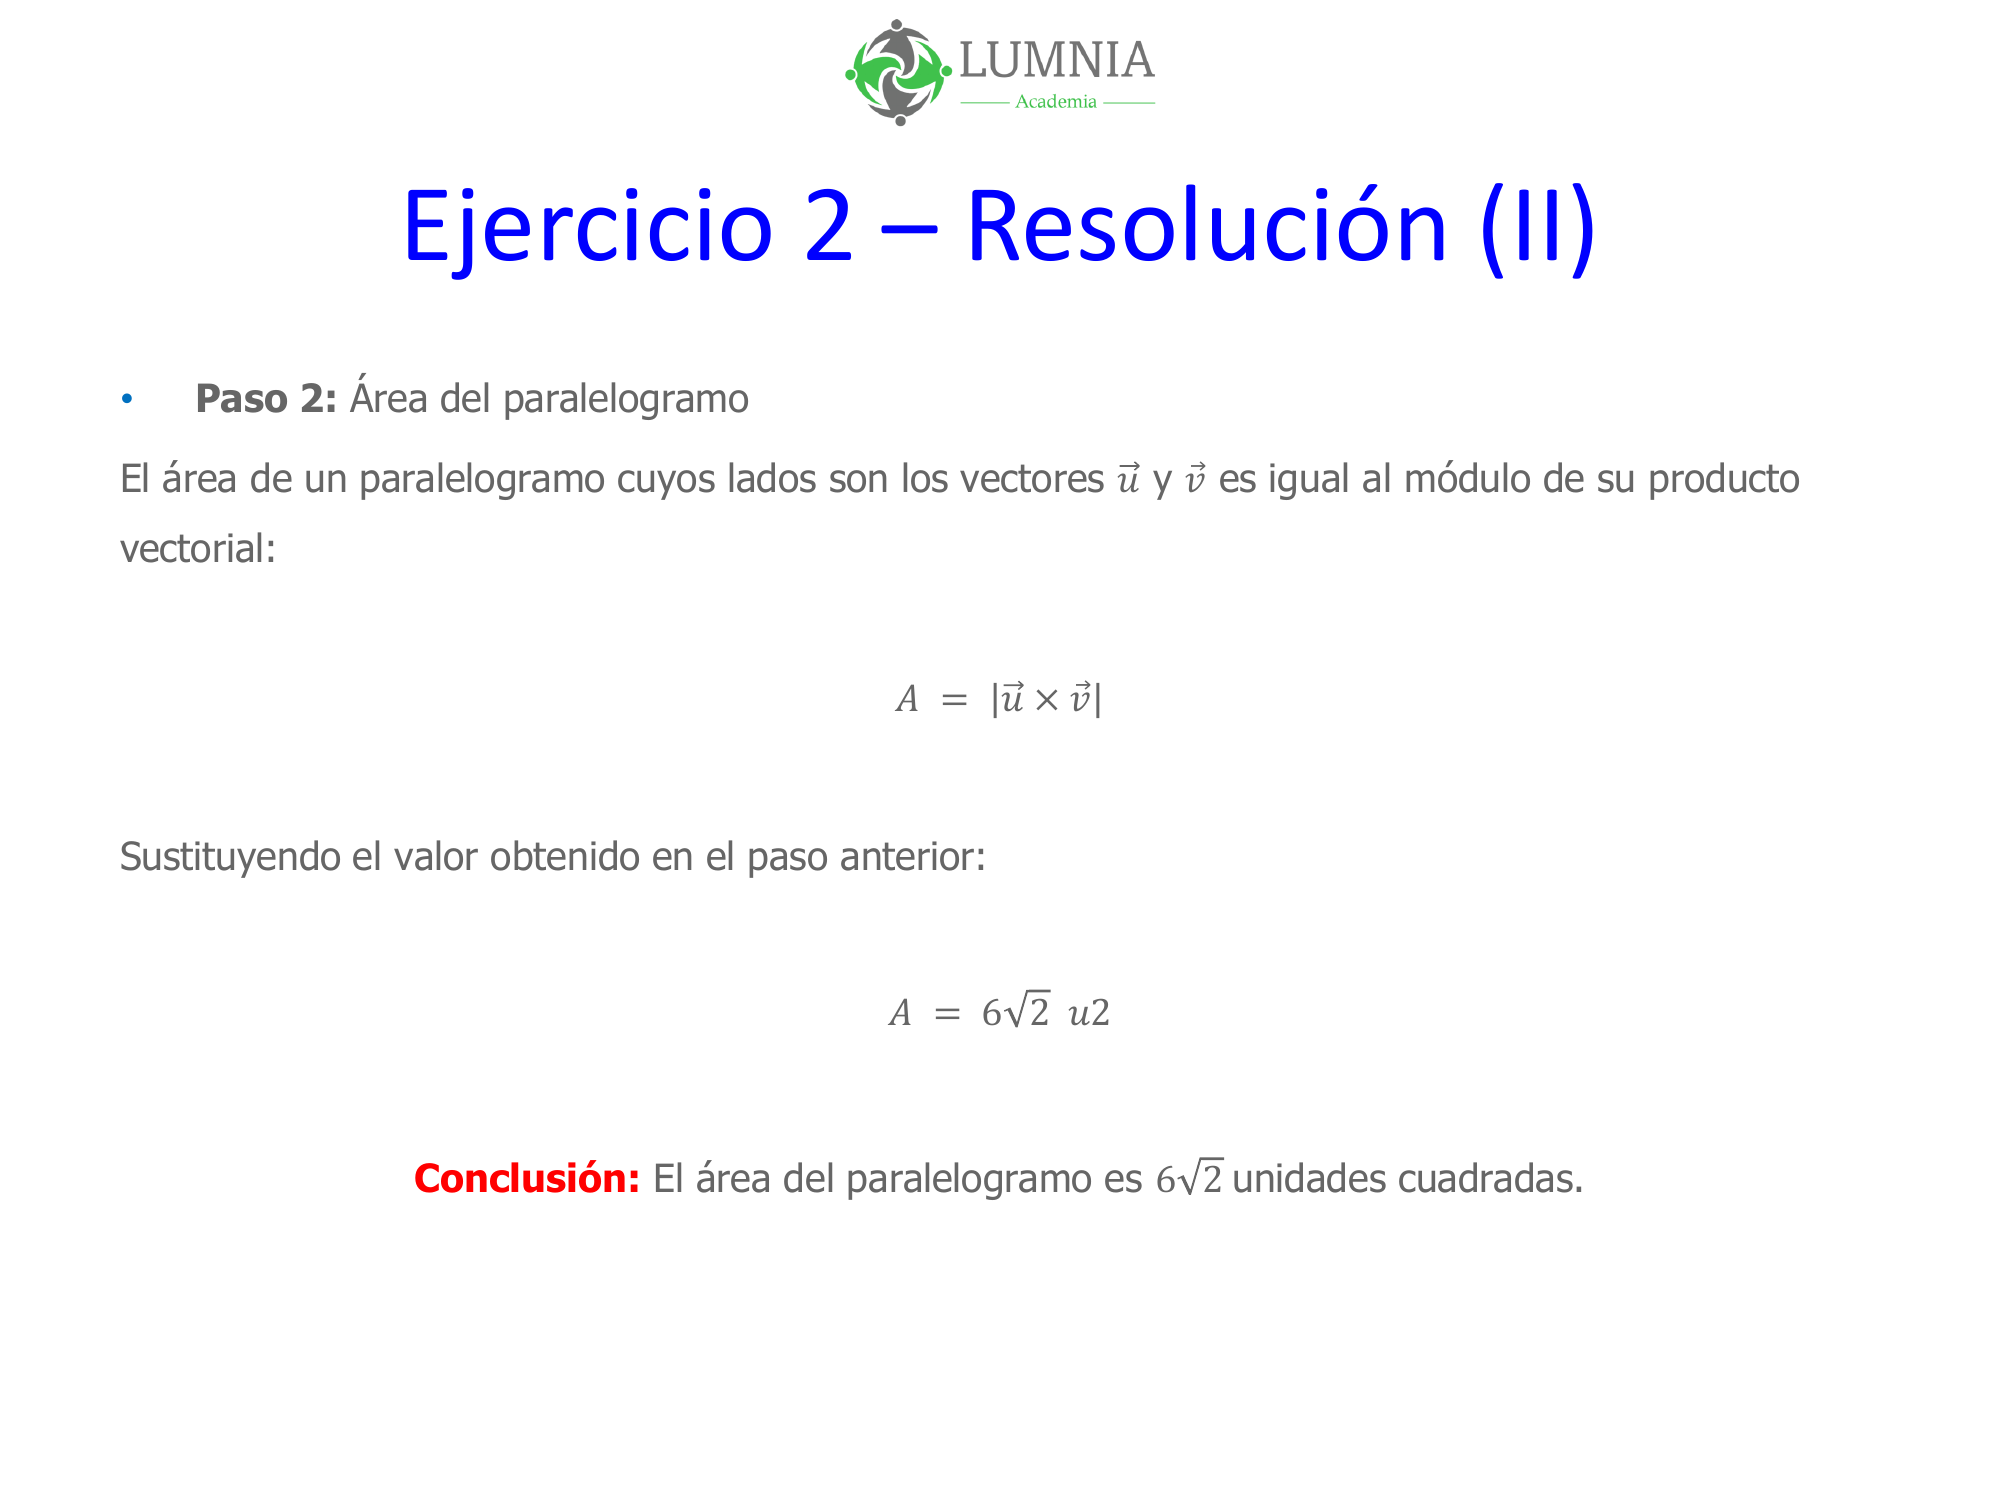 LUMNIA
Academia
Ejercicio 2 – Resolución (II)
• Paso 2: Área del paralelogramo
El área de un paralelogramo cuyos lados son los vectores \(\vec{u}\) y \(\vec{v}\) es igual al módulo de su producto
vectorial:
\(A = |\vec{u} \times \vec{v}|\)
Sustituyendo el valor obtenido en el paso anterior:
\(A = 6\sqrt{2} \ u2\)
Conclusión: El área del paralelogramo es \(6\sqrt{2}\) unidades cuadradas.